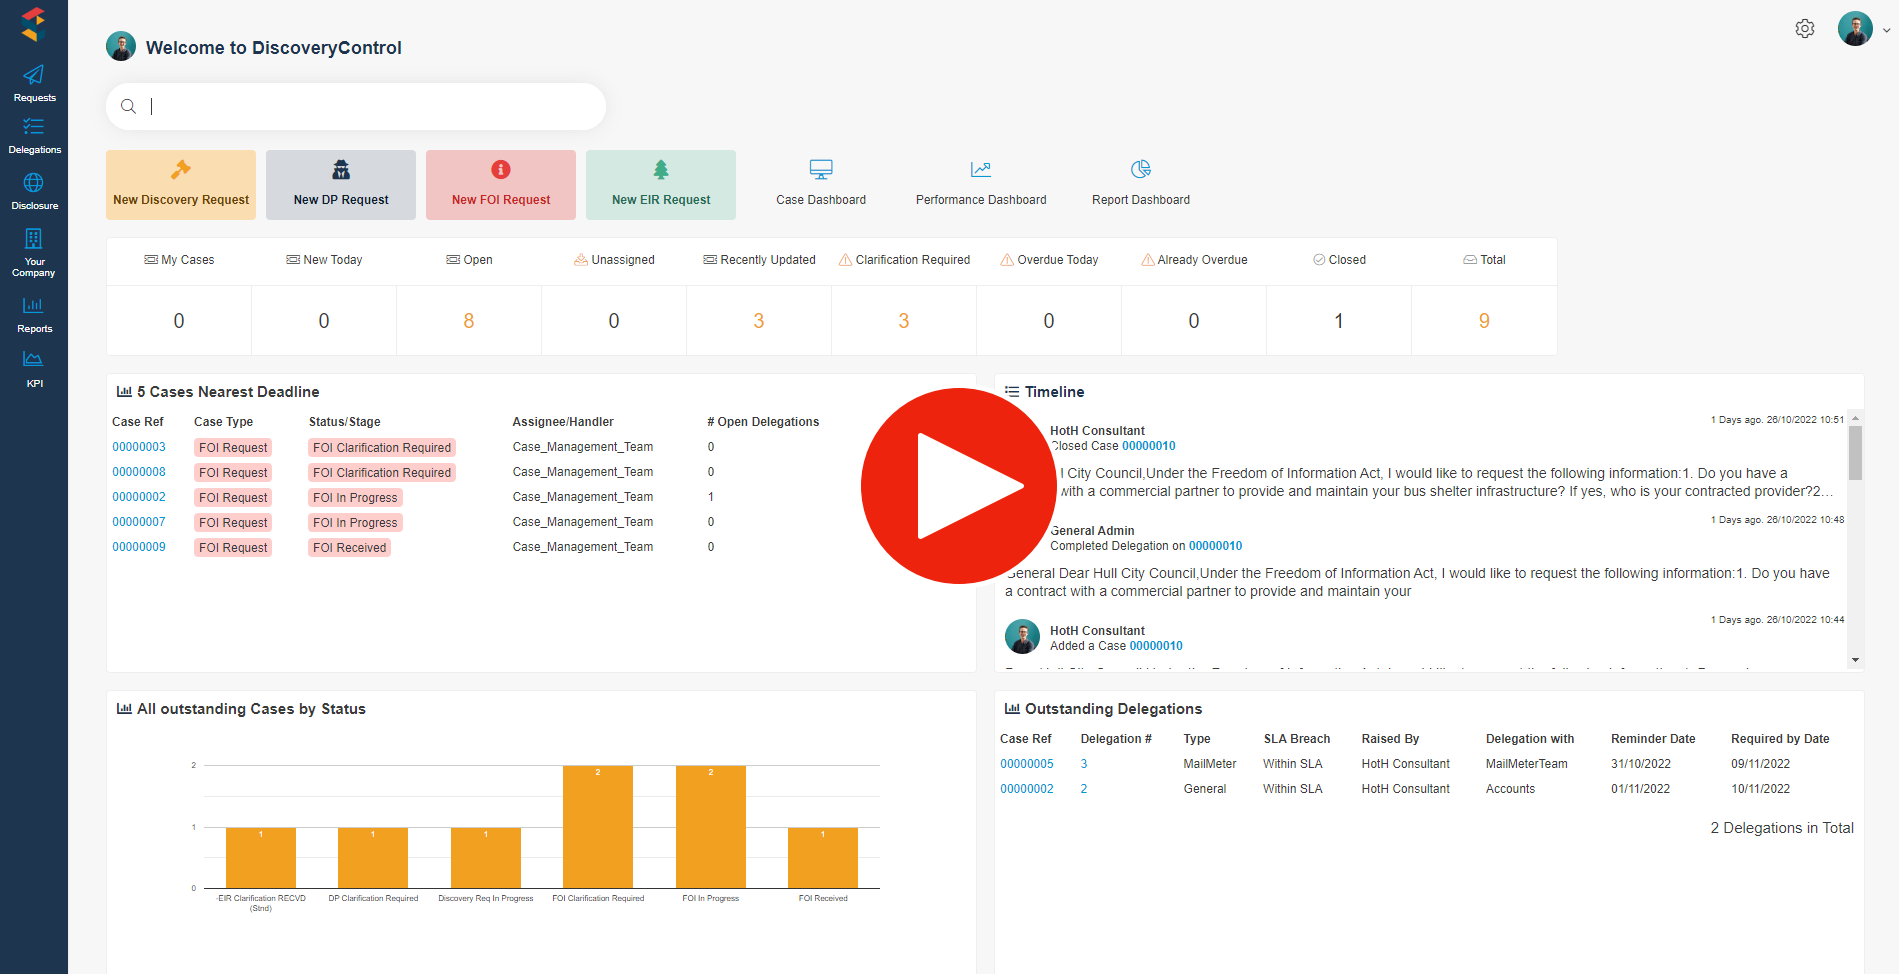 Welcome to DiscoveryControl
Requests
Delegations
Disclosure
Your
Company
Reports
KPI
New Discovery Request
New DP Request
New FOI Request
New EIR Request
Case Dashboard
Performance Dashboard
Report Dashboard
My Cases New Today Open Unassigned Recently Updated Clarification Required Overdue Today Already Overdue Closed Total
0 0 8 0 3 3 0 0 1 9
5 Cases Nearest Deadline
Case Ref Case Type Status/Stage Assignee/Handler # Open Delegations
00000003 FOI Request FOI Clarification Required Case_Management_Team 0
00000008 FOI Request FOI Clarification Required Case_Management_Team 0
00000002 FOI Request FOI In Progress Case_Management_Team 1
00000007 FOI Request FOI In Progress Case_Management_Team 0
00000009 FOI Request FOI Received Case_Management_Team 0
Timeline
1 Days ago. 26/10/2022 10:51
HotH Consultant
Closed Case 00000010
l City Council,Under the Freedom of Information Act, I would like to request the following information:1. Do you have a
with a commercial partner to provide and maintain your bus shelter infrastructure? If yes, who is your contracted provider?2…
1 Days ago. 26/10/2022 10:48
General Admin
Completed Delegation on 00000010
General Dear Hull City Council,Under the Freedom of Information Act, I would like to request the following information:1. Do you have
a contract with a commercial partner to provide and maintain your
1 Days ago. 26/10/2022 10:44
HotH Consultant
Added a Case 00000010
All outstanding Cases by Status
2
1
0
1 1 1 2 2 1
-EIR Clarification RECVD
(Stnd)
DP Clarification Required
Discovery Req In Progress
FOI Clarification Required
FOI In Progress
FOI Received
Outstanding Delegations
Case Ref Delegation # Type SLA Breach Raised By Delegation with Reminder Date Required by Date
00000005 3 MailMeter Within SLA HotH Consultant MailMeterTeam 31/10/2022 09/11/2022
00000002 2 General Within SLA HotH Consultant Accounts 01/11/2022 10/11/2022
2 Delegations in Total